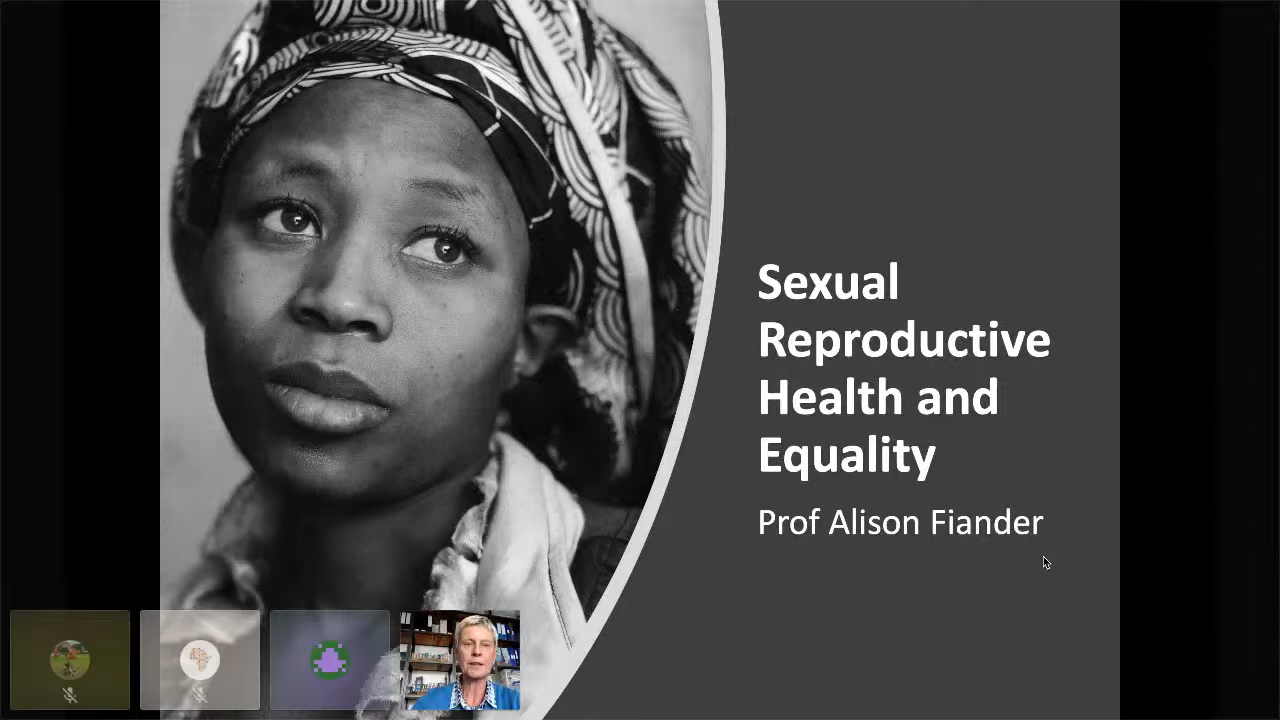 Sexual
Reproductive
Health and
Equality
Prof Alison Fiander